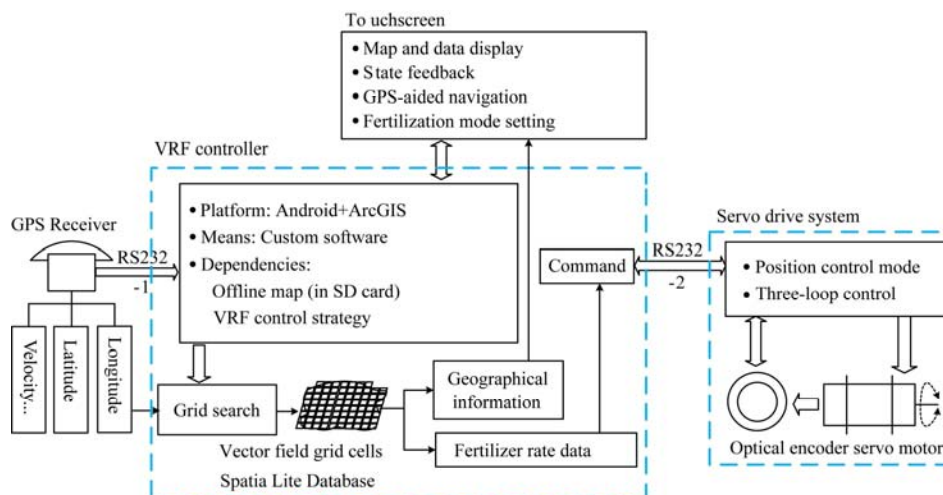 To uchscreen
• Map and data display
• State feedback
• GPS-aided navigation
• Fertilization mode setting
VRF controller
• Platform: Android+ArcGIS
• Means: Custom software
• Dependencies:
Offline map (in SD card)
VRF control strategy
GPS Receiver
RS232
-1
Velocity...
Latitude
Longitude
Grid search
Vector field grid cells
Spatia Lite Database
Geographical
information
Fertilizer rate data
Command
RS232
-2
Servo drive system
• Position control mode
• Three-loop control
Optical encoder servo motor